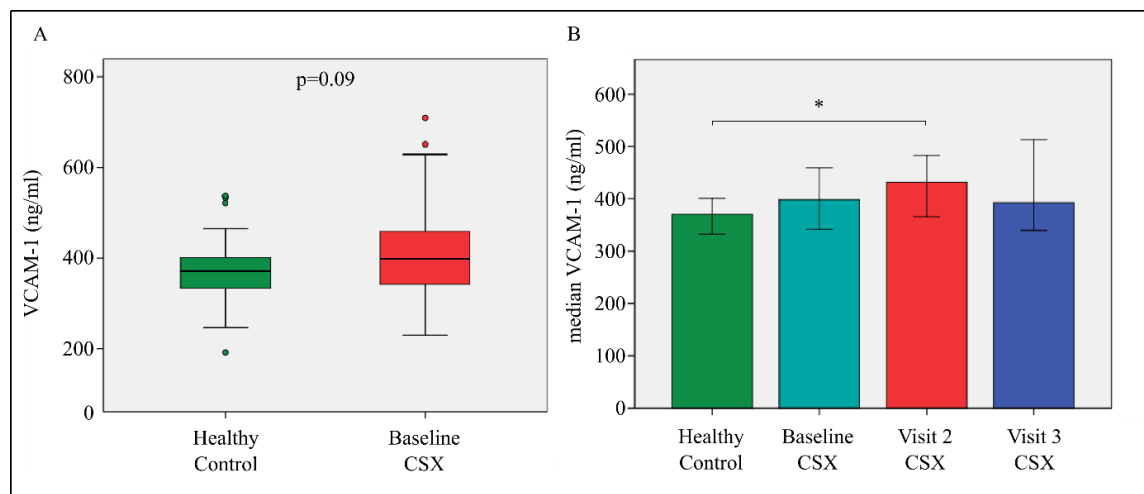 A
p=0.09
VCAM-1 (ng/ml)
800
600
400
200
0
Healthy
Control
Baseline
CSX
B
*
median VCAM-1 (ng/ml)
600
500
400
300
200
100
0
Healthy
Control
Baseline
CSX
Visit 2
CSX
Visit 3
CSX